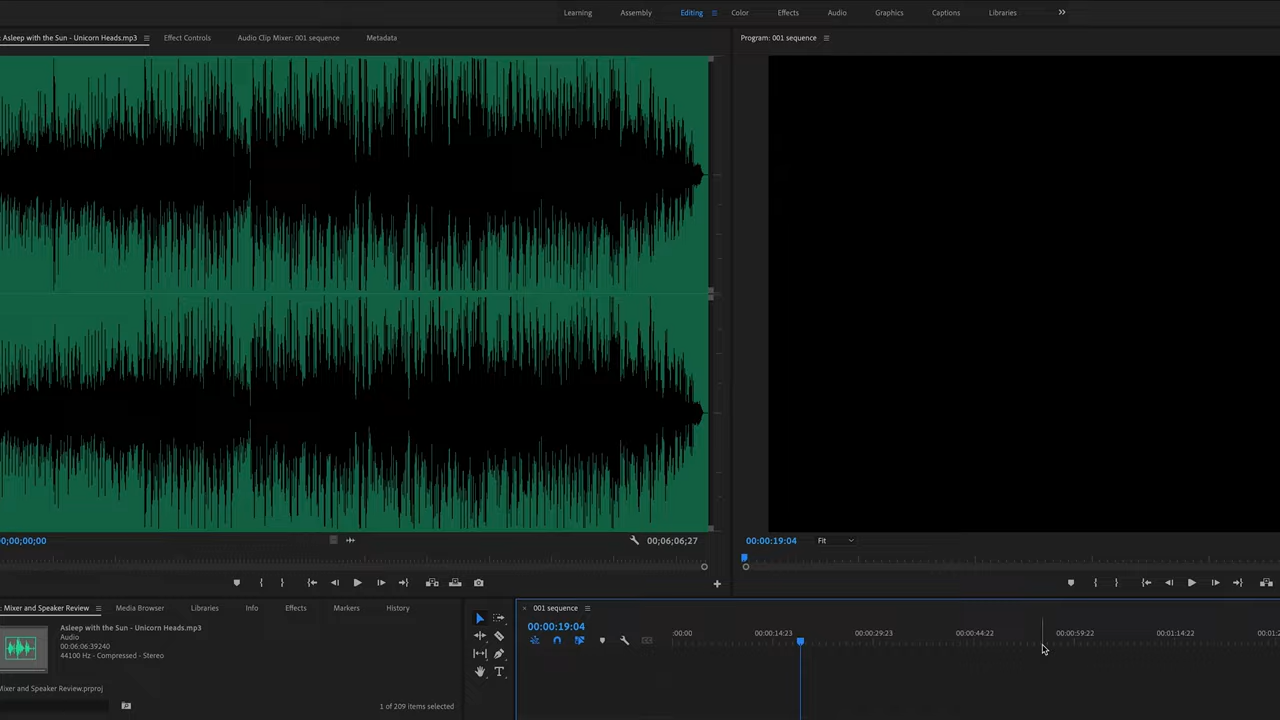 Learning Assembly Editing Color Effects Audio Graphics Captions Libraries
Asleep with the Sun - Unicorn Heads.mp3 Effect Controls Audio Clip Mixer: 001 sequence Metadata Program: 001 sequence
00;00;00;00 00;06;06;27 00:00:19:04 Fit
: Mixer and Speaker Review Media Browser Libraries Info Effects Markers History 001 sequence
Asleep with the Sun - Unicorn Heads.mp3
Audio
00:06:06:39240
44100 Hz - Compressed - Stereo
00:00:19:04
:00:00 00:00:14:23 00:00:29:23 00:00:44:22 00:00:59:22 00:01:14:22
Mixer and Speaker Review.prproj
1 of 209 items selected